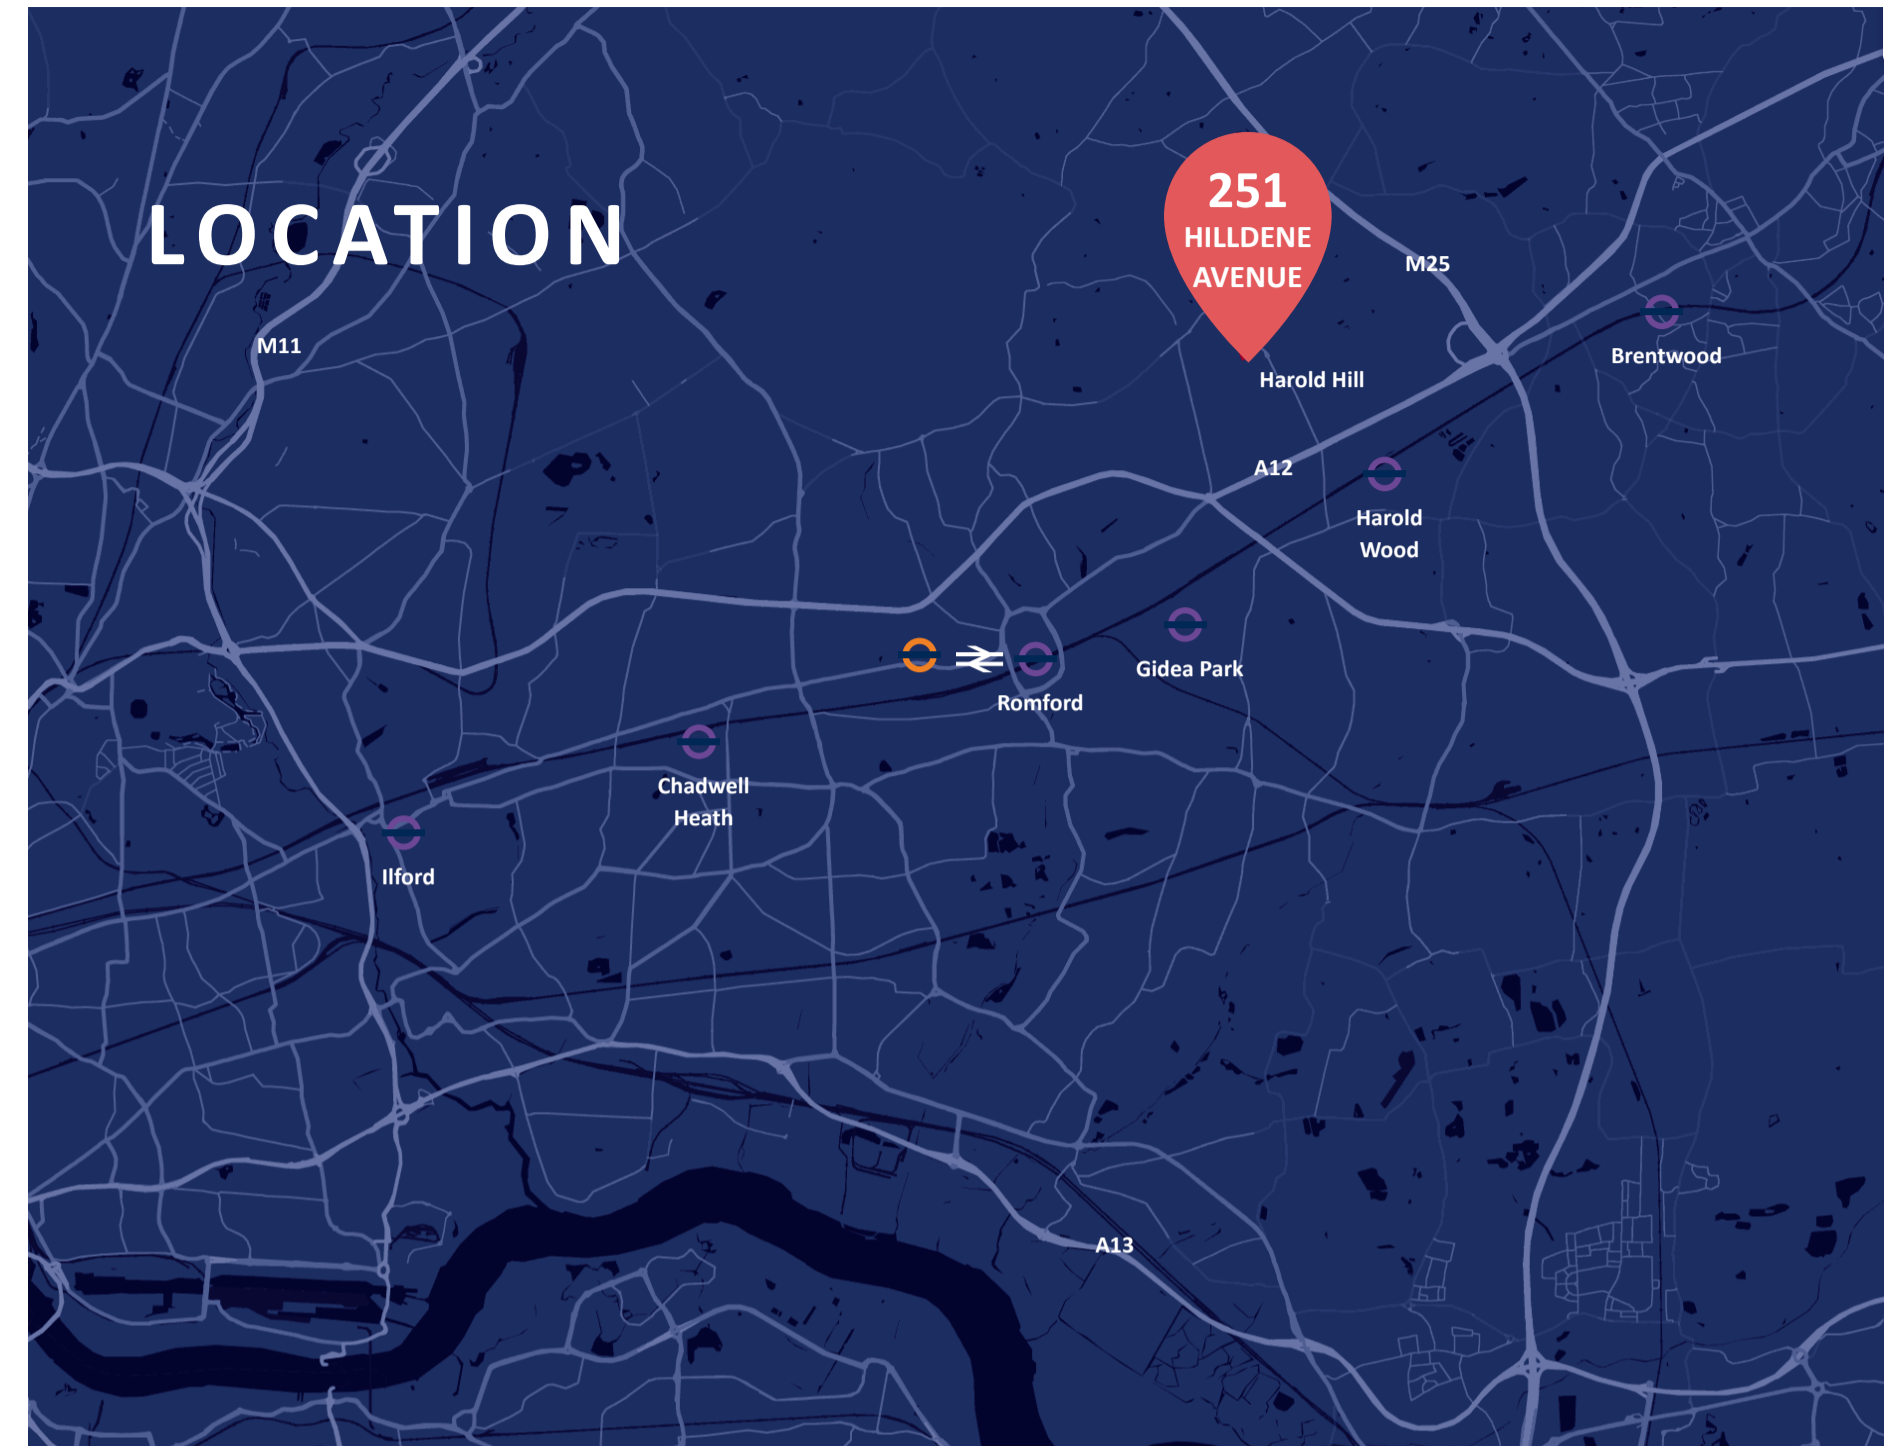 LOCATION
251
HILLDENE
AVENUE
M25
M11
Brentwood
Harold Hill
A12
Harold
Wood
Gidea Park
Romford
Chadwell
Heath
Ilford
A13